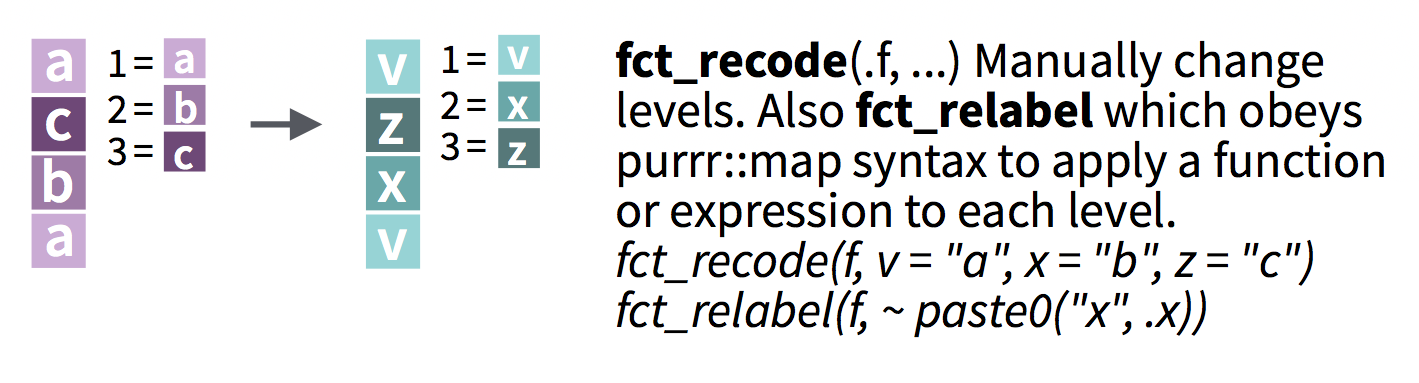 a
c
b
a
1= a
2= b
3= c
v
z
x
v
1= v
2= x
3= z
fct_recode(.f, ...) Manually change
levels. Also fct_relabel which obeys
purrr::map syntax to apply a function
or expression to each level.
fct_recode(f, v = "a", x = "b", z = "c")
fct_relabel(f, ~ paste0("x", .x))